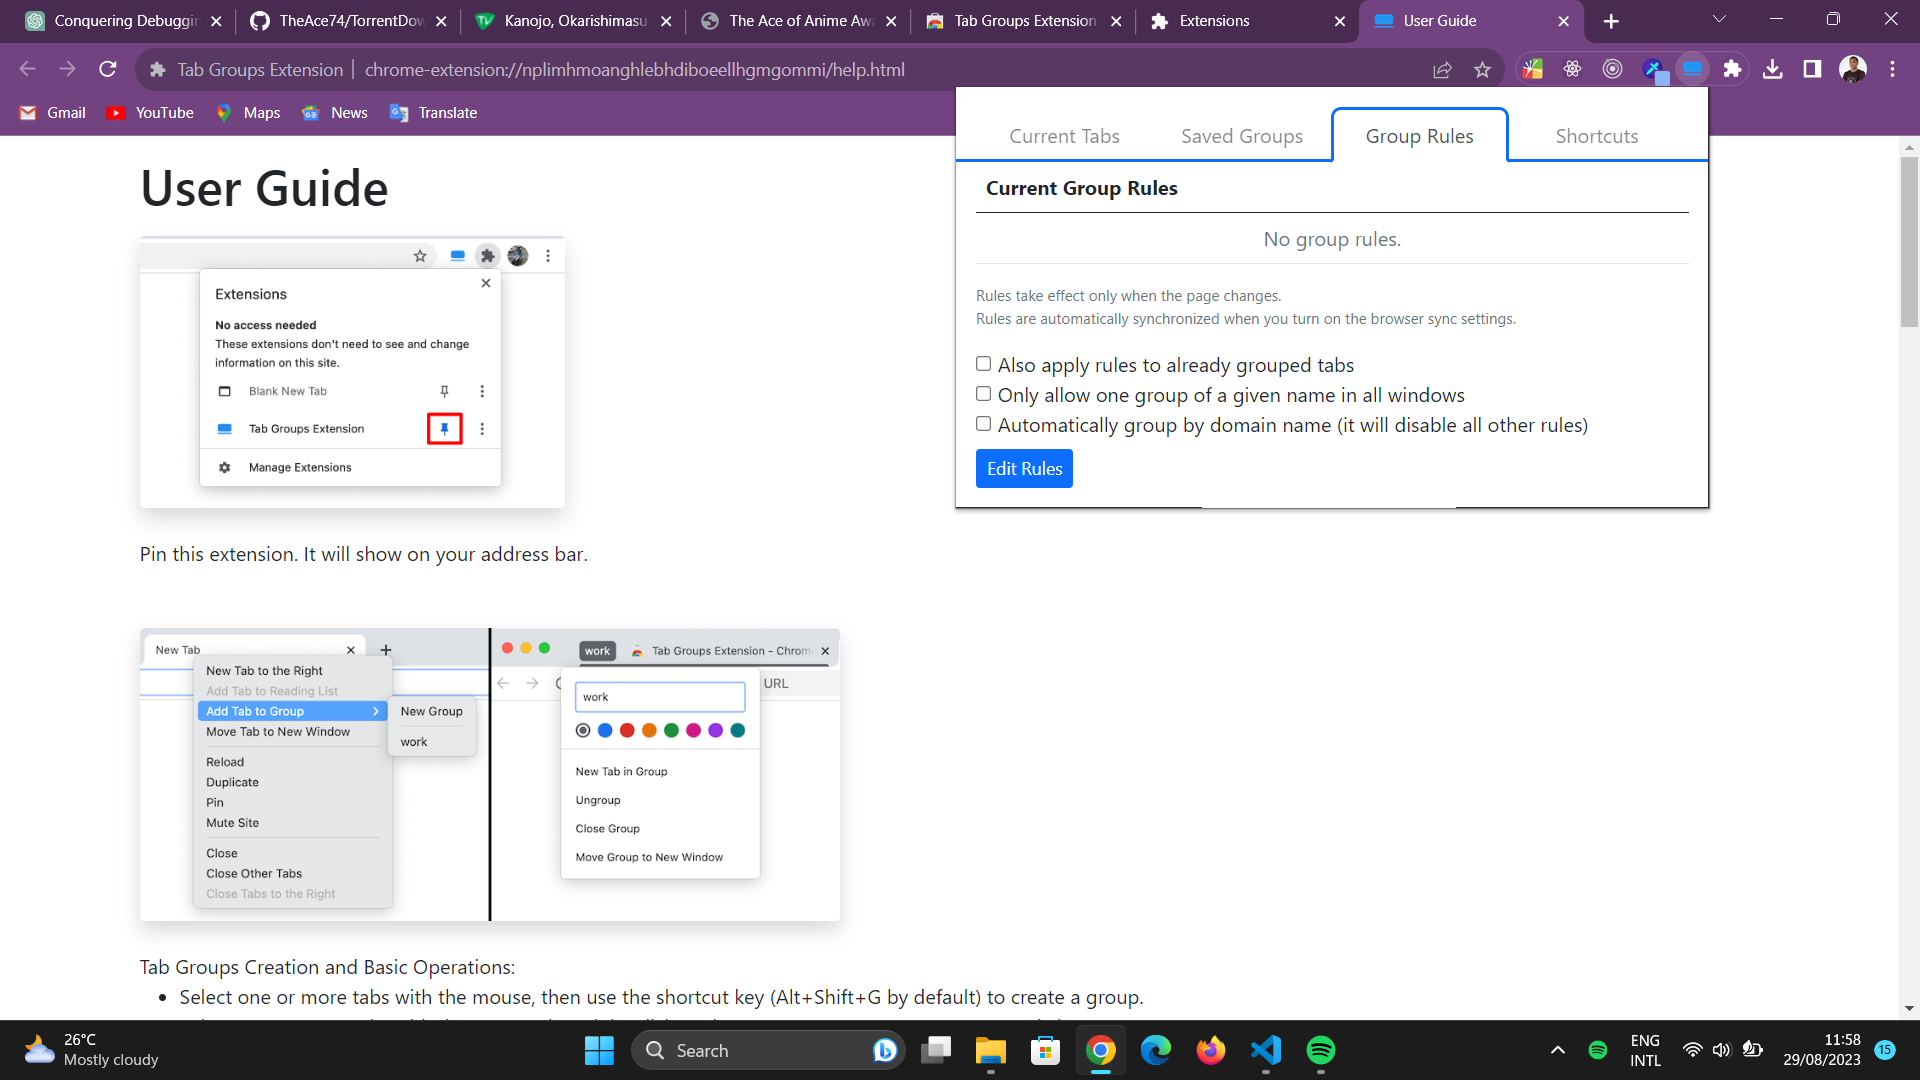 Conquering Debuggin
TheAce74/TorrentDow
Kanojo, Okarishimasu
The Ace of Anime Awa
Tab Groups Extension
Extensions
User Guide
Tab Groups Extension | chrome-extension://nplimhmoanghlebhdiboeellhgmgommi/help.html
Gmail
YouTube
Maps
News
Translate
Current Tabs
Saved Groups
Group Rules
Shortcuts
Current Group Rules
No group rules.
Rules take effect only when the page changes.
Rules are automatically synchronized when you turn on the browser sync settings.
Also apply rules to already grouped tabs
Only allow one group of a given name in all windows
Automatically group by domain name (it will disable all other rules)
Edit Rules
User Guide
Extensions
No access needed
These extensions don't need to see and change
information on this site.
Blank New Tab
Tab Groups Extension
Manage Extensions
Pin this extension. It will show on your address bar.
New Tab
New Tab to the Right
Add Tab to Reading List
Add Tab to Group
Move Tab to New Window
Reload
Duplicate
Pin
Mute Site
Close
Close Other Tabs
Close Tabs to the Right
New Group
work
work
Tab Groups Extension - Chrom
URL
work
New Tab in Group
Ungroup
Close Group
Move Group to New Window
Tab Groups Creation and Basic Operations:
• Select one or more tabs with the mouse, then use the shortcut key (Alt+Shift+G by default) to create a group.
26°C
Mostly cloudy
Search
ENG
INTL
11:58
29/08/2023
15